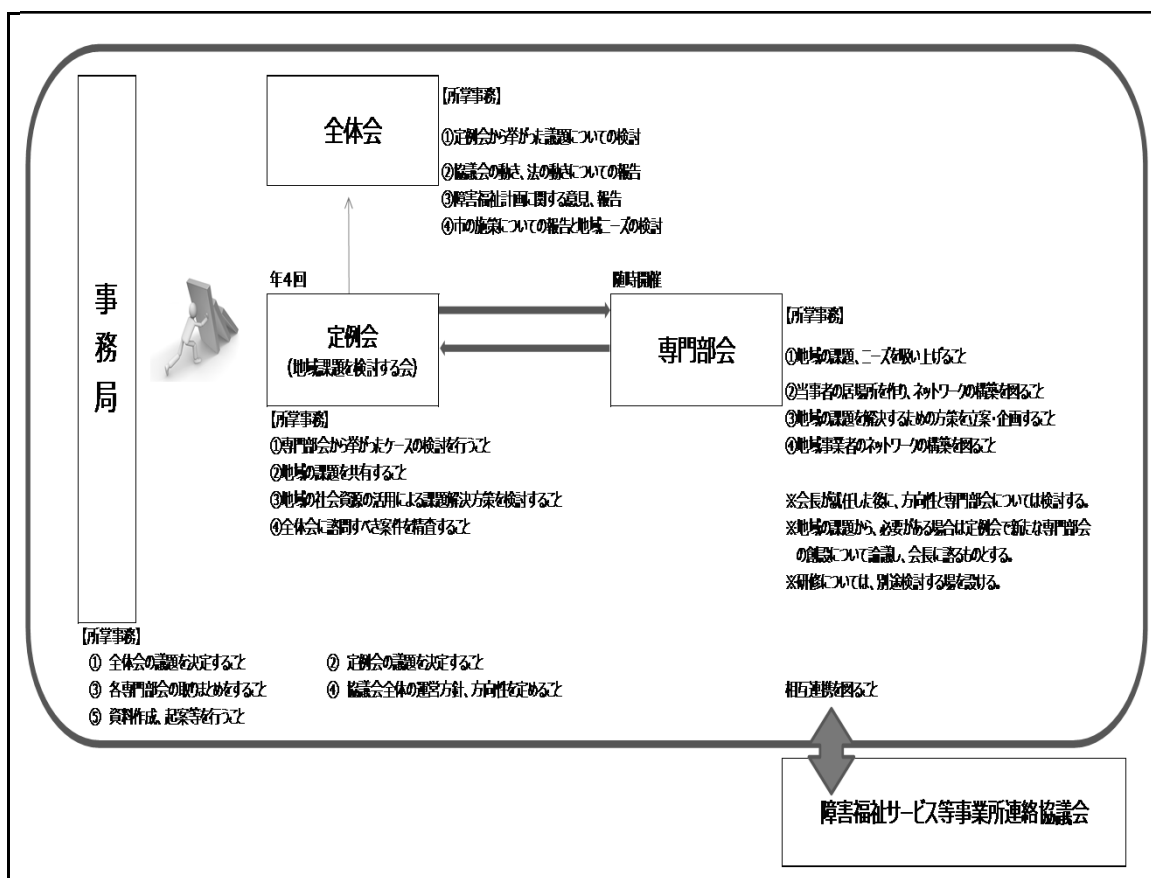 全体会
【所掌事務】
①定例会から挙がった議題についての検討
②協議会の動き、法の動きについての報告
③障害福祉計画に関する意見、報告
④市の施策についての報告と地域ニーズの検討
事務局
年4回
定例会
(地域課題を検討する会)
【所掌事務】
①専門部会から挙がったケースの検討を行うこと
②地域の課題を共有すること
③地域の社会資源の活用による課題解決方策を検討すること
④全体会に諮問すべき案件を精査すること
随時開催
専門部会
【所掌事務】
①地域の課題、ニーズを吸い上げること
②当事者の居場所を作り、ネットワークの構築を図ること
③地域の課題を解決するための方策を立案・企画すること
④地域事業者のネットワークの構築を図ること
※会長が就任した後に、方向性と専門部会については検討する。
※地域の課題から、必要がある場合は定例会で新たな専門部会
の創設について論議し、会長に諮るものとする。
※研修については、別途検討する場を設ける。
【所掌事務】
① 全体会の議題を決定すること
② 定例会の議題を決定すること
③ 各専門部会の取りまとめをすること
④ 協議会全体の運営方針、方向性を定めること
⑤ 資料作成、起案等を行うこと
相互連携を図ること
障害福祉サービス等事業所連絡協議会